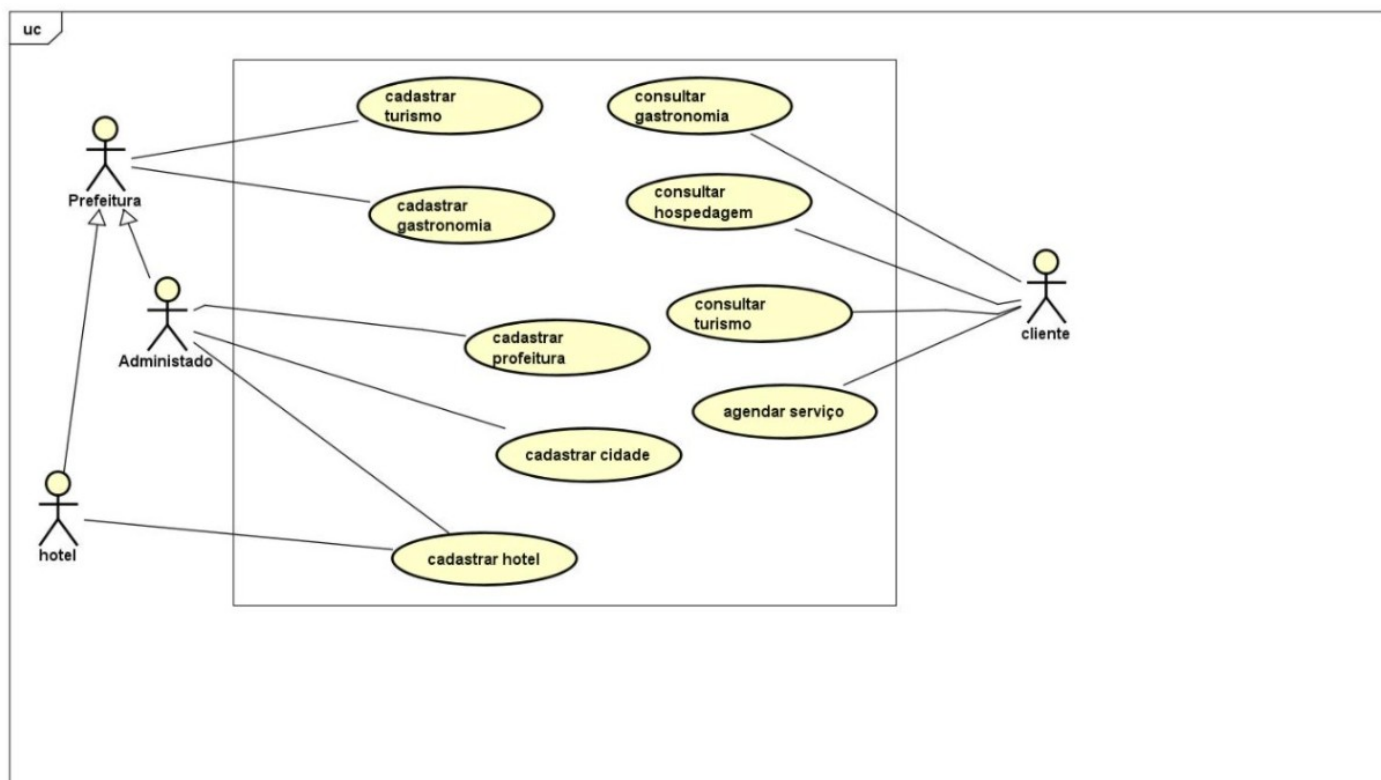 uc
cadastrar
turismo
consultar
gastronomia
Prefeitura
cadastrar
gastronomia
consultar
hospedagem
consultar
turismo
cliente
Administado
cadastrar
profeitura
agendar serviço
cadastrar cidade
hotel
cadastrar hotel